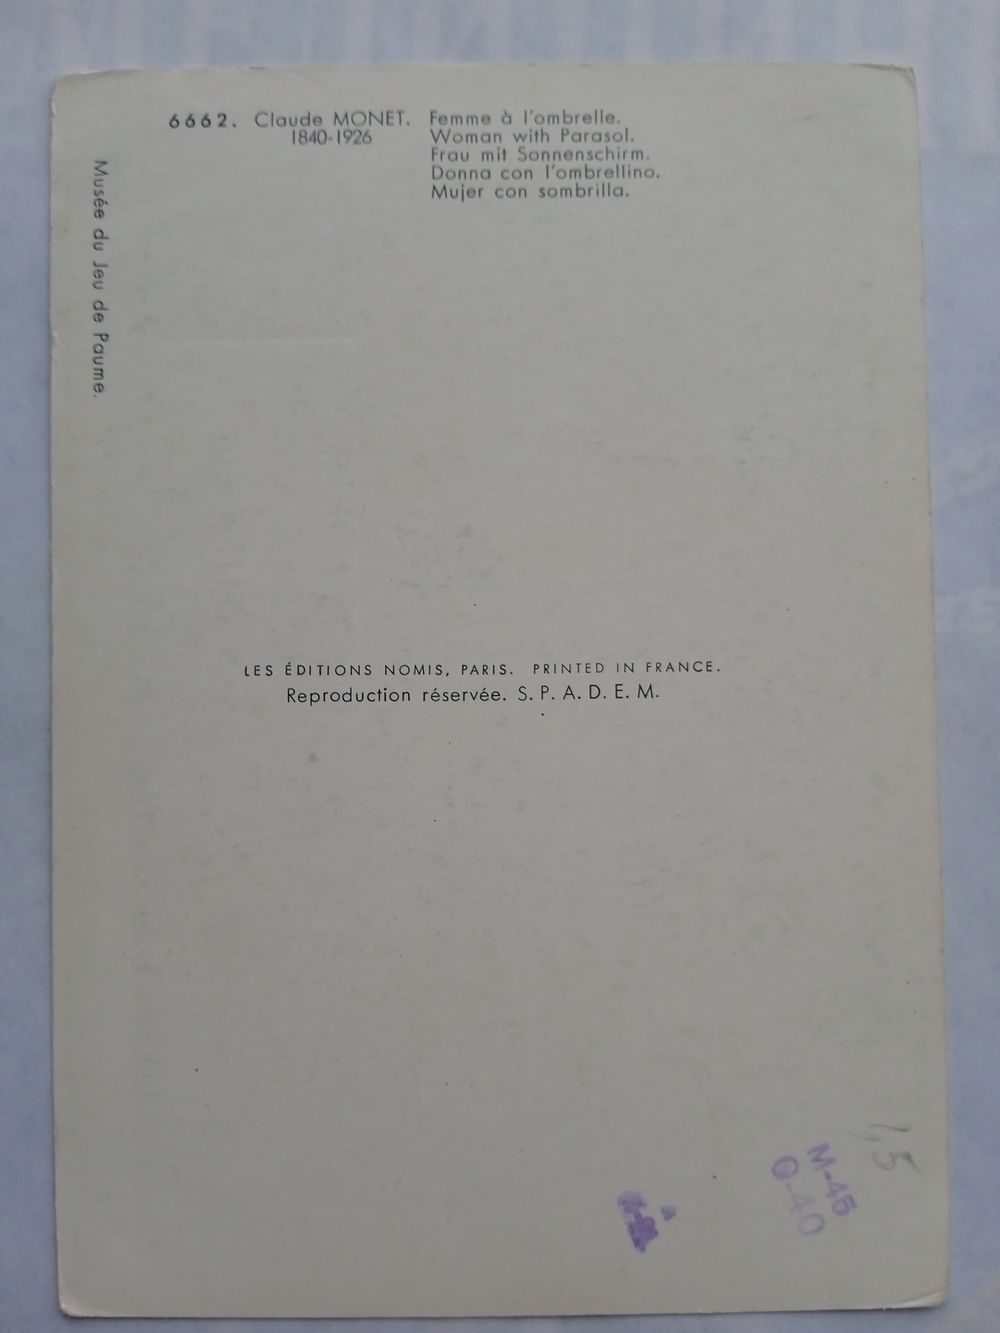 6662. Claude MONET. Femme à l'ombrelle.
1840-1926 Woman with Parasol.
Frau mit Sonnenschirm.
Donna con l'ombrellino.
Mujer con sombrilla.
Musée du Jeu de Paume.
LES ÉDITIONS NOMIS, PARIS. PRINTED IN FRANCE.
Reproduction réservée. S. P. A. D. E. M.
M-45
0-40